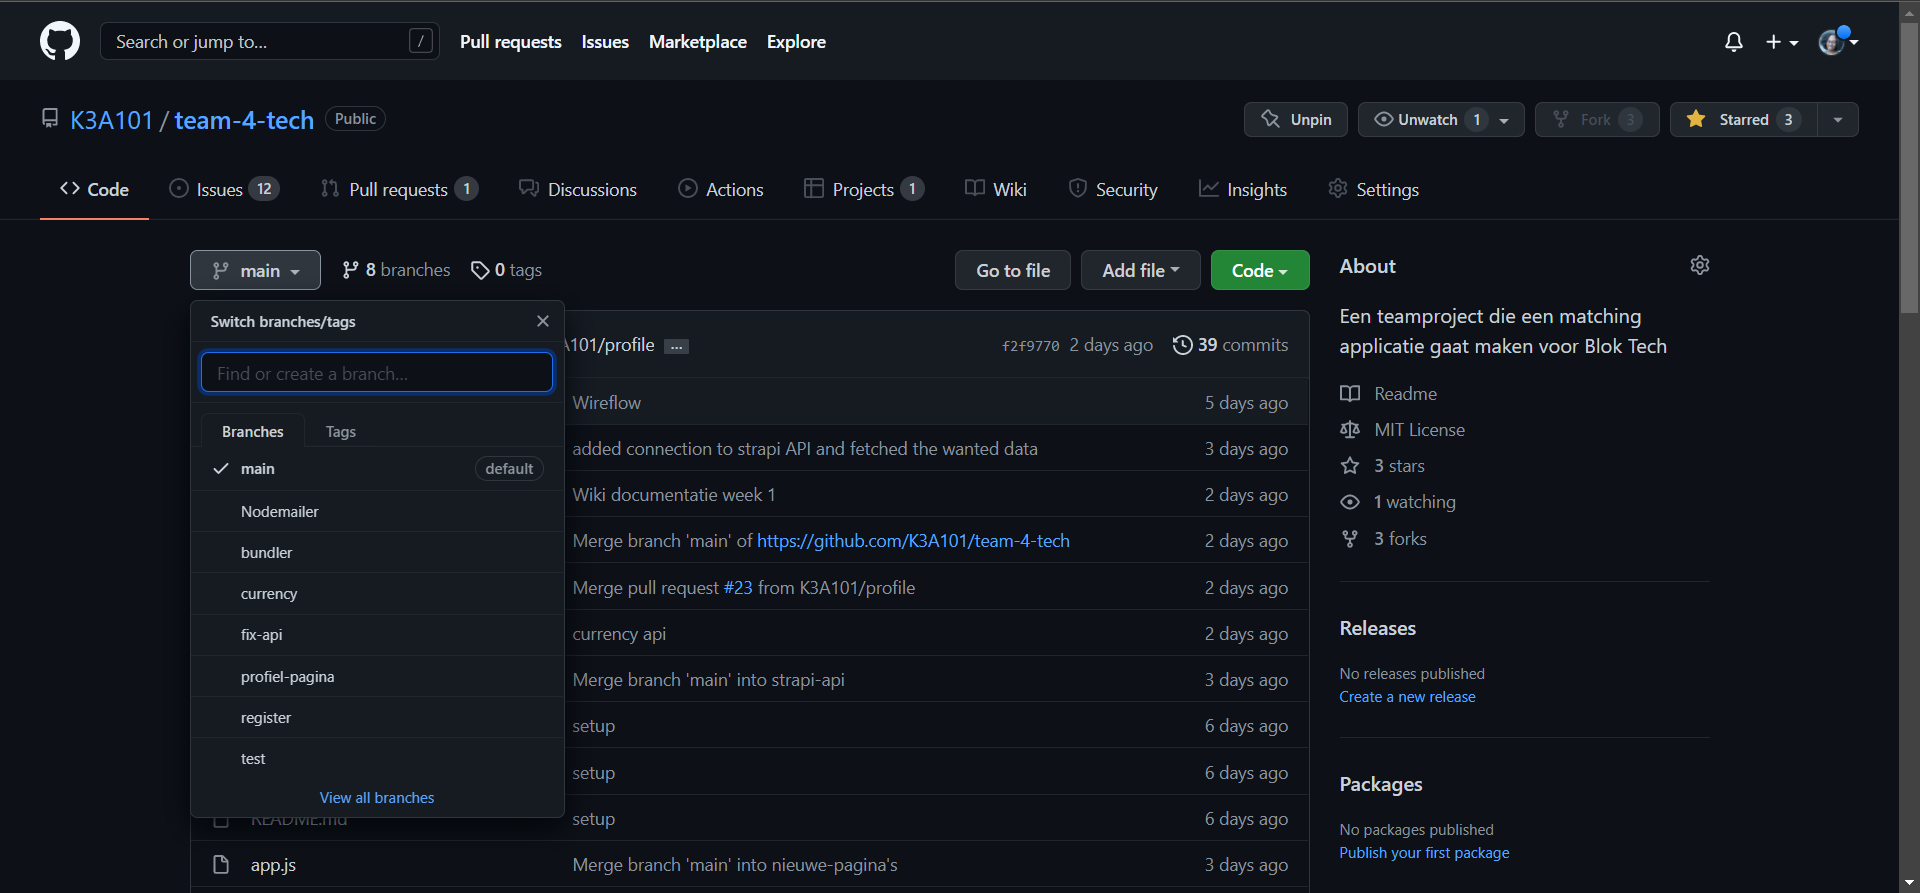 Search or jump to... /
Pull requests Issues Marketplace Explore
K3A101 / team-4-tech Public
Unpin Unwatch 1 Fork 3 Starred 3
Code Issues 12 Pull requests 1 Discussions Actions Projects 1 Wiki Security Insights Settings
main 8 branches 0 tags Go to file Add file Code
Switch branches/tags
Find or create a branch...
Branches Tags
main default
Nodemailer
bundler
currency
fix-api
profiel-pagina
register
test
View all branches
A101/profile ... f2f9770 2 days ago 39 commits
Wireflow 5 days ago
added connection to strapi API and fetched the wanted data 3 days ago
Wiki documentatie week 1 2 days ago
Merge branch 'main' of https://github.com/K3A101/team-4-tech 2 days ago
Merge pull request #23 from K3A101/profile 2 days ago
currency api 2 days ago
Merge branch 'main' into strapi-api 3 days ago
setup 6 days ago
setup 6 days ago
README.md setup 6 days ago
app.js Merge branch 'main' into nieuwe-pagina's 3 days ago
About
Een teamproject die een matching
applicatie gaat maken voor Blok Tech
Readme
MIT License
3 stars
1 watching
3 forks
Releases
No releases published
Create a new release
Packages
No packages published
Publish your first package